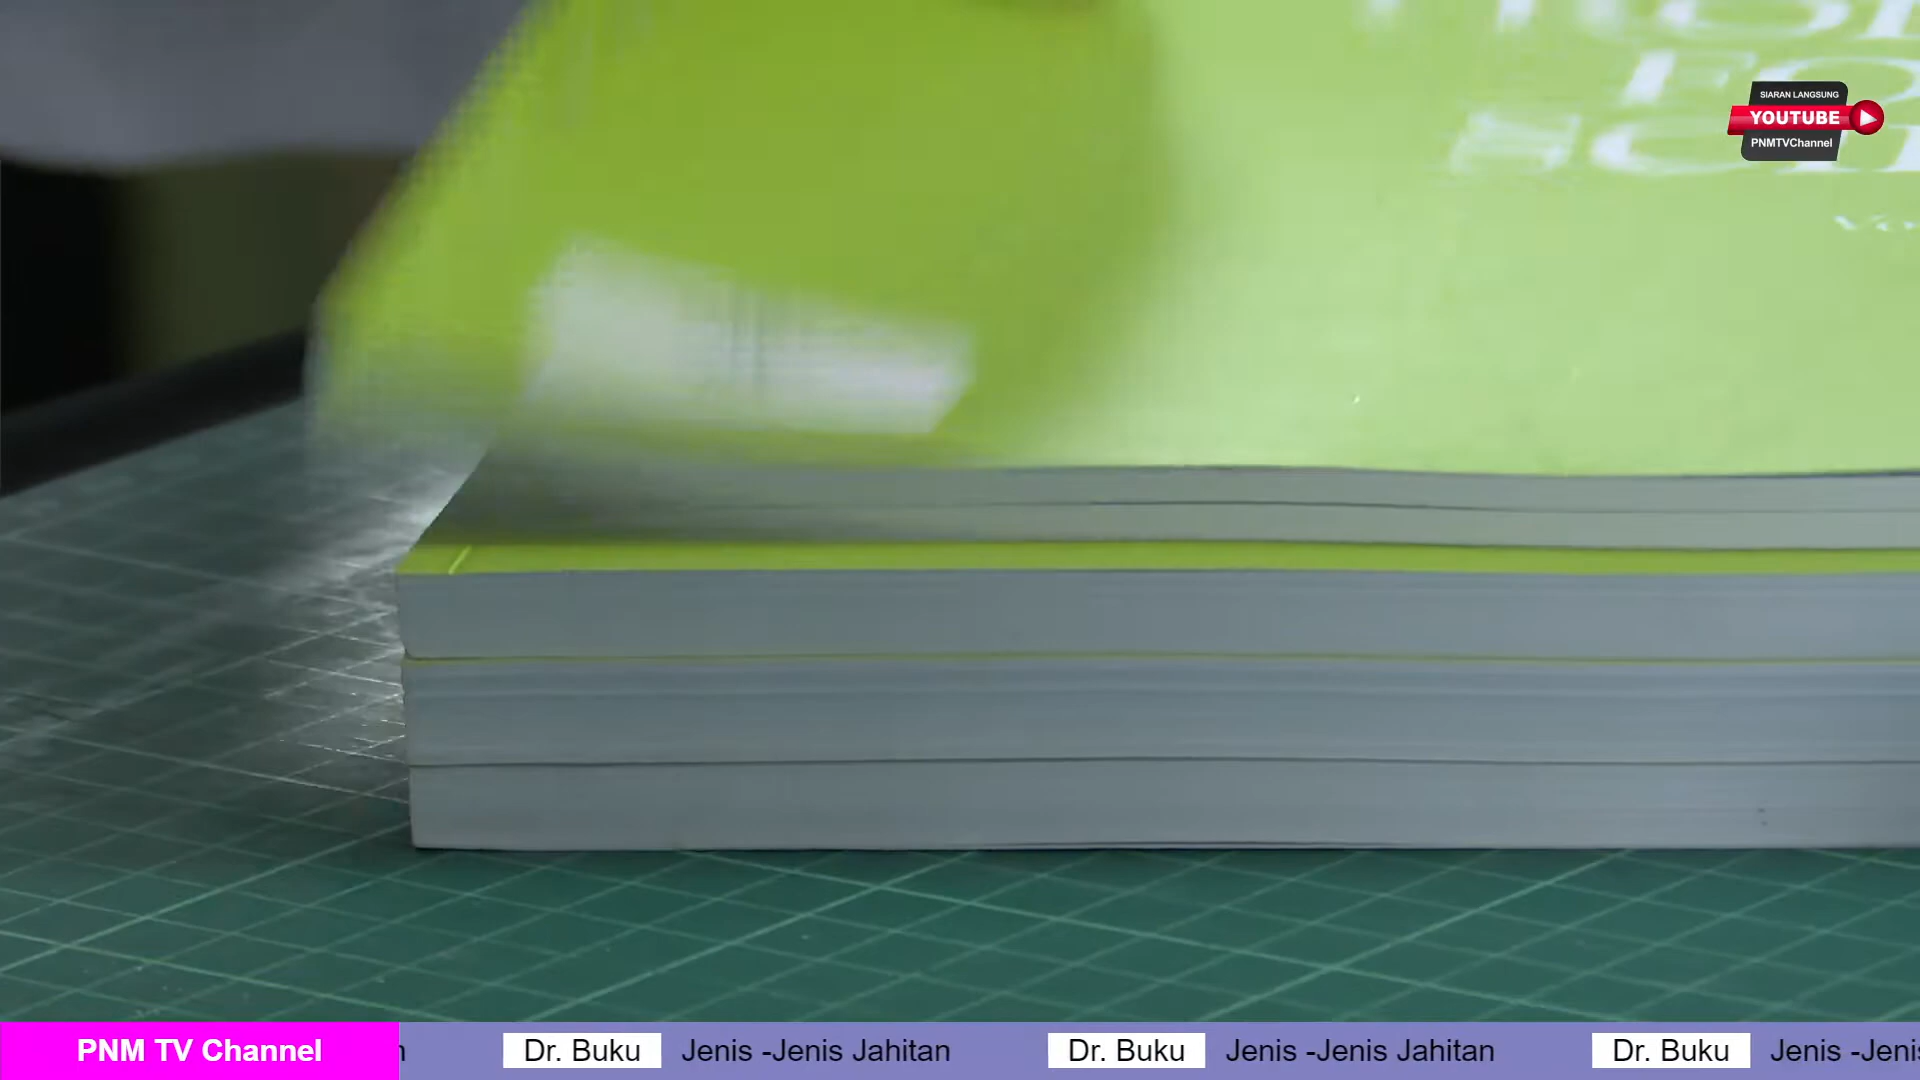 SIARAN LANGSUNG
YOUTUBE
PNMTVChannel
PNM TV Channel
Dr. Buku Jenis -Jenis Jahitan Dr. Buku Jenis -Jenis Jahitan Dr. Buku